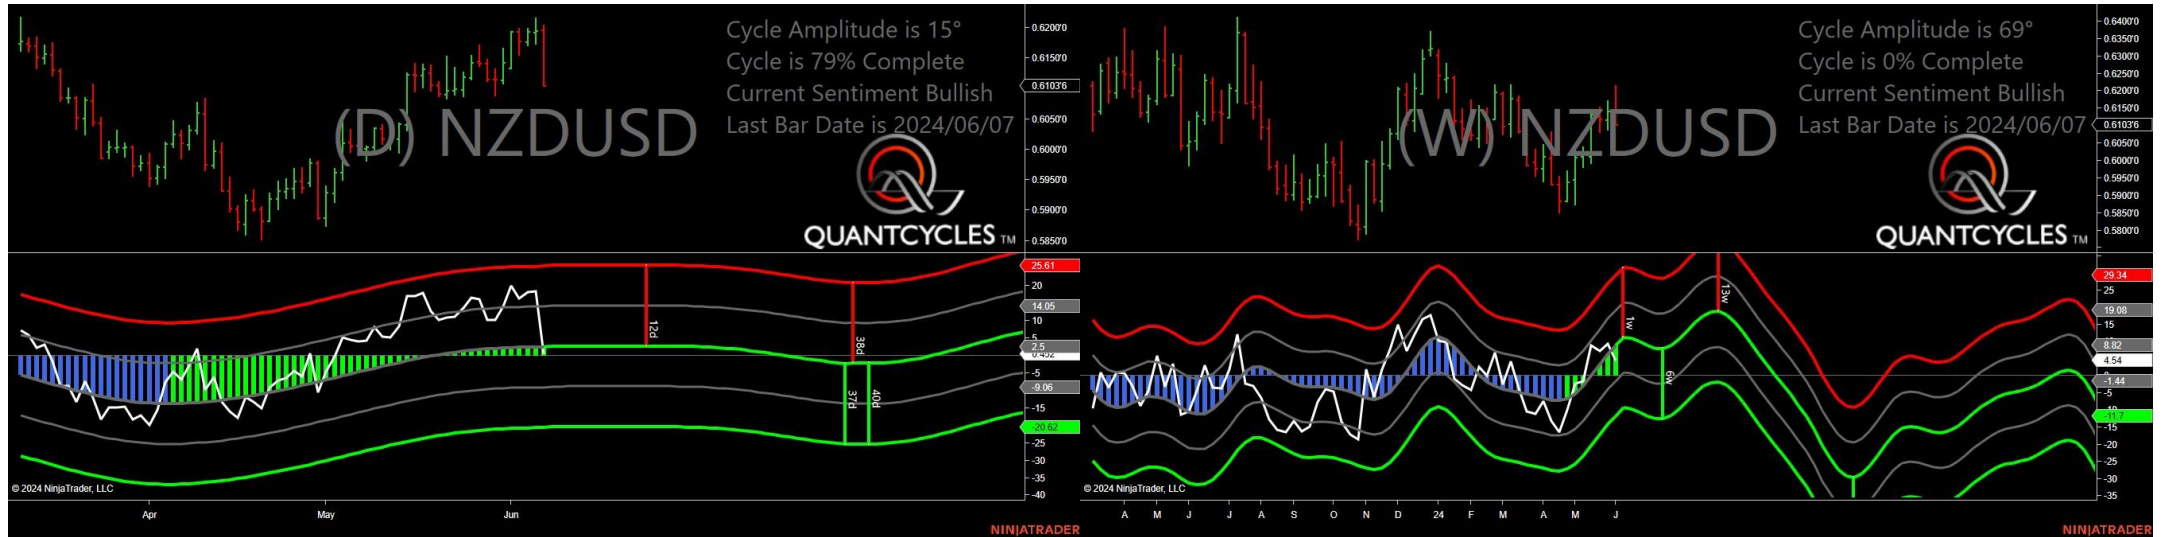 Cycle Amplitude is 15°
Cycle is 79% Complete
Current Sentiment Bullish
Last Bar Date is 2024/06/07
(D) NZDUSD
QUANTCYCLES TM
0.6200'0
0.6150'0
0.6103'6
0.6050'0
0.6000'0
0.5950'0
0.5900'0
0.5850'0
25.61
20
14.05
10
5
2.5
0.452
-5
-9.06
-15
-20.62
-25
-30
-35
-40
12d
38d
37d
40d
© 2024 NinjaTrader, LLC
Apr May Jun
NINJATRADER
Cycle Amplitude is 69°
Cycle is 0% Complete
Current Sentiment Bullish
Last Bar Date is 2024/06/07
(W) NZDUSD
QUANTCYCLES TM
0.6400'0
0.6350'0
0.6300'0
0.6250'0
0.6200'0
0.6150'0
0.6103'6
0.6050'0
0.6000'0
0.5950'0
0.5900'0
0.5850'0
0.5800'0
29.34
25
19.08
15
8.82
4.54
-1.44
-5
-11.7
-15
-20
-25
-30
-35
1w
6w
13w
© 2024 NinjaTrader, LLC
A M J J A S O N D 24 F M A M J
NINJATRADER